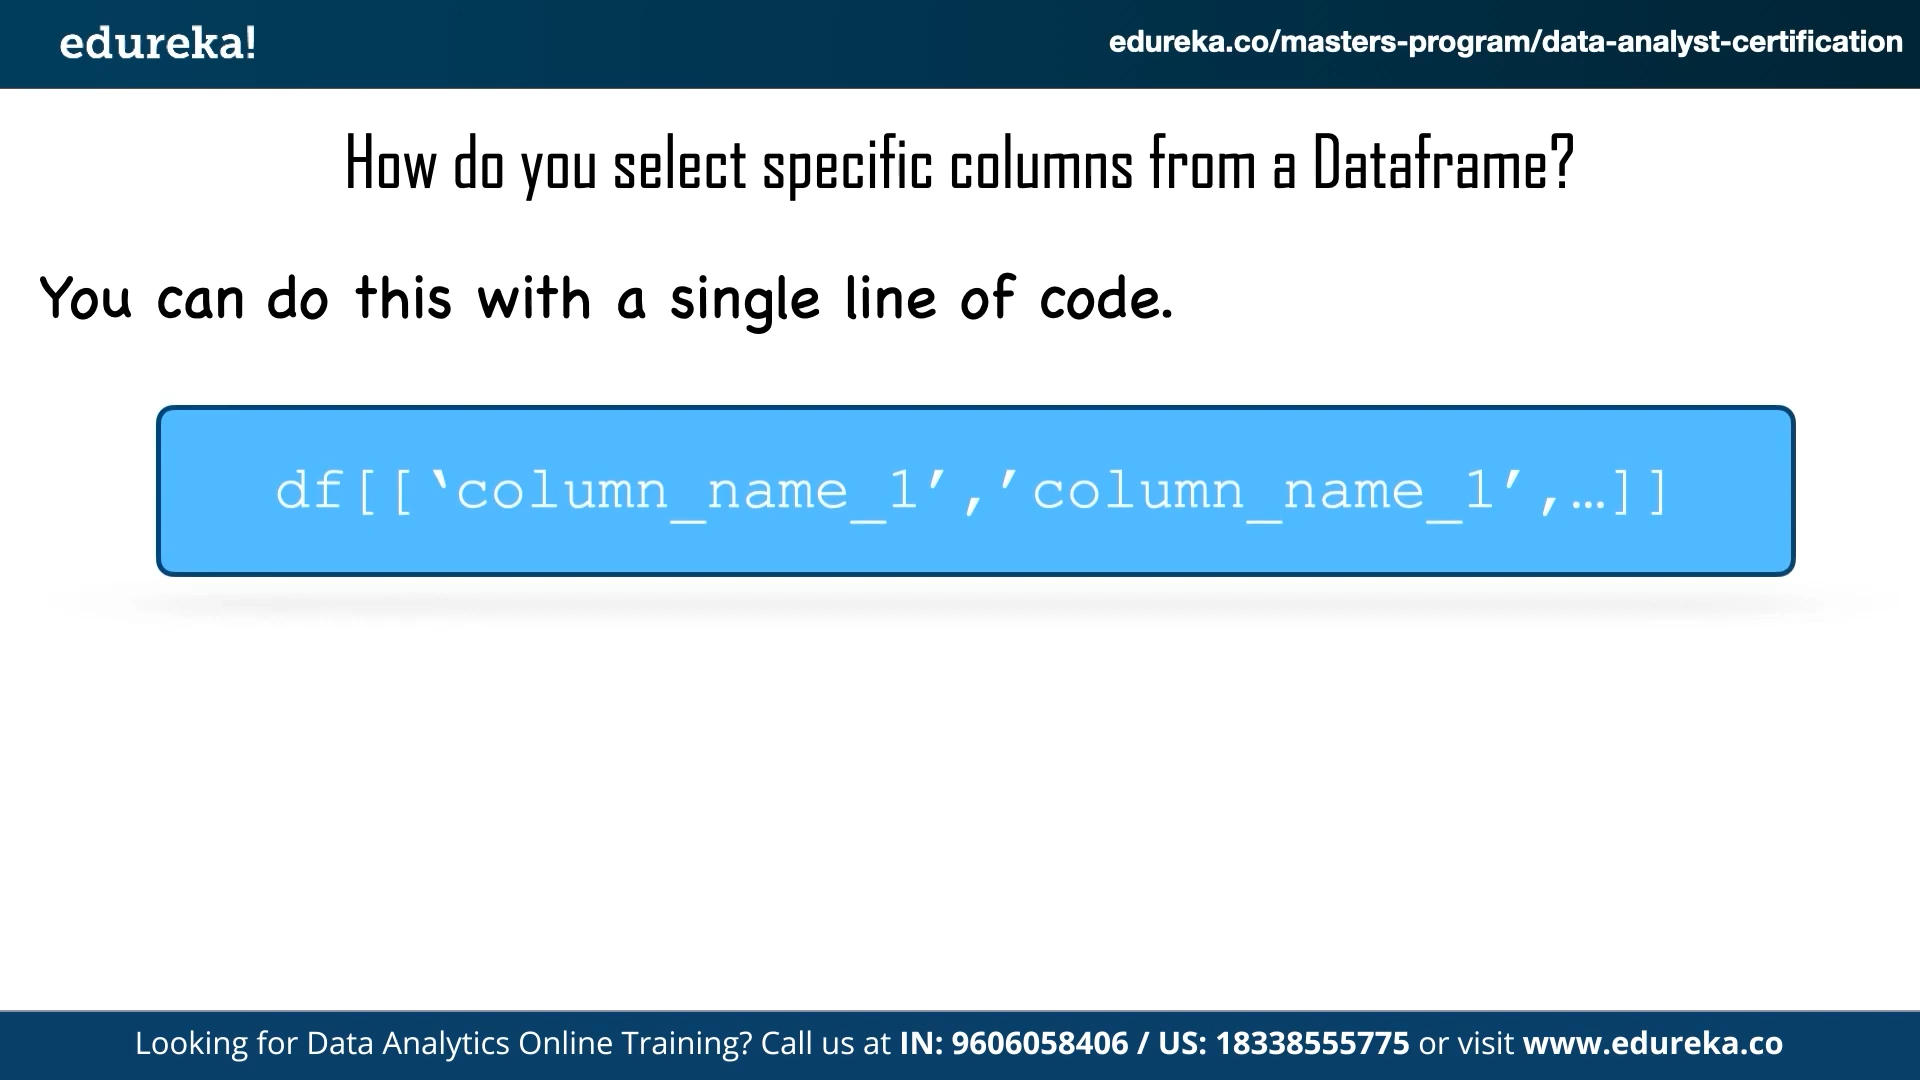 edureka!
edureka.co/masters-program/data-analyst-certification
How do you select specific columns from a Dataframe?
You can do this with a single line of code.
df[[‘column_name_1’,’column_name_1’,…]]
Looking for Data Analytics Online Training? Call us at IN: 9606058406 / US: 18338555775 or visit www.edureka.co